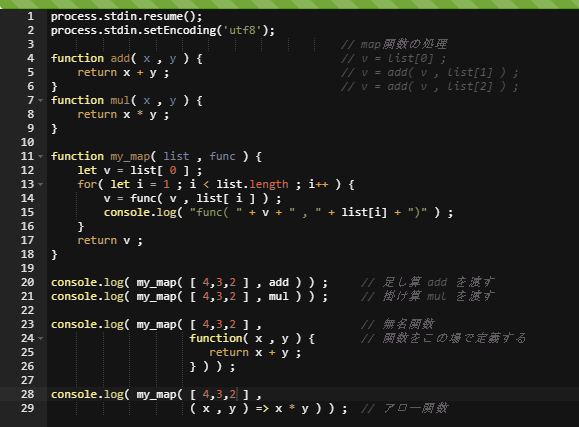 1 process.stdin.resume();
2 process.stdin.setEncoding('utf8');
3 // map関数の処理
4 function add( x , y ) { // v = list[0] ;
5 return x + y ; // v = add( v , list[1] ) ;
6 } // v = add( v , list[2] ) ;
7 function mul( x , y ) {
8 return x * y ;
9 }
10
11 function my_map( list , func ) {
12 let v = list[ 0 ] ;
13 for( let i = 1 ; i < list.length ; i++ ) {
14 v = func( v , list[ i ] ) ;
15 console.log( "func( " + v + " , " + list[i] + ")" ) ;
16 }
17 return v ;
18 }
19
20 console.log( my_map( [ 4,3,2 ] , add ) ) ; // 足し算 add を渡す
21 console.log( my_map( [ 4,3,2 ] , mul ) ) ; // 掛け算 mul を渡す
22
23 console.log( my_map( [ 4,3,2 ] , // 無名関数
24 function( x , y ) { // 関数をこの場で定義する
25 return x + y ;
26 } ) ) ;
27
28 console.log( my_map( [ 4,3,2 ] ,
29 ( x , y ) => x * y ) ) ; // アロー関数